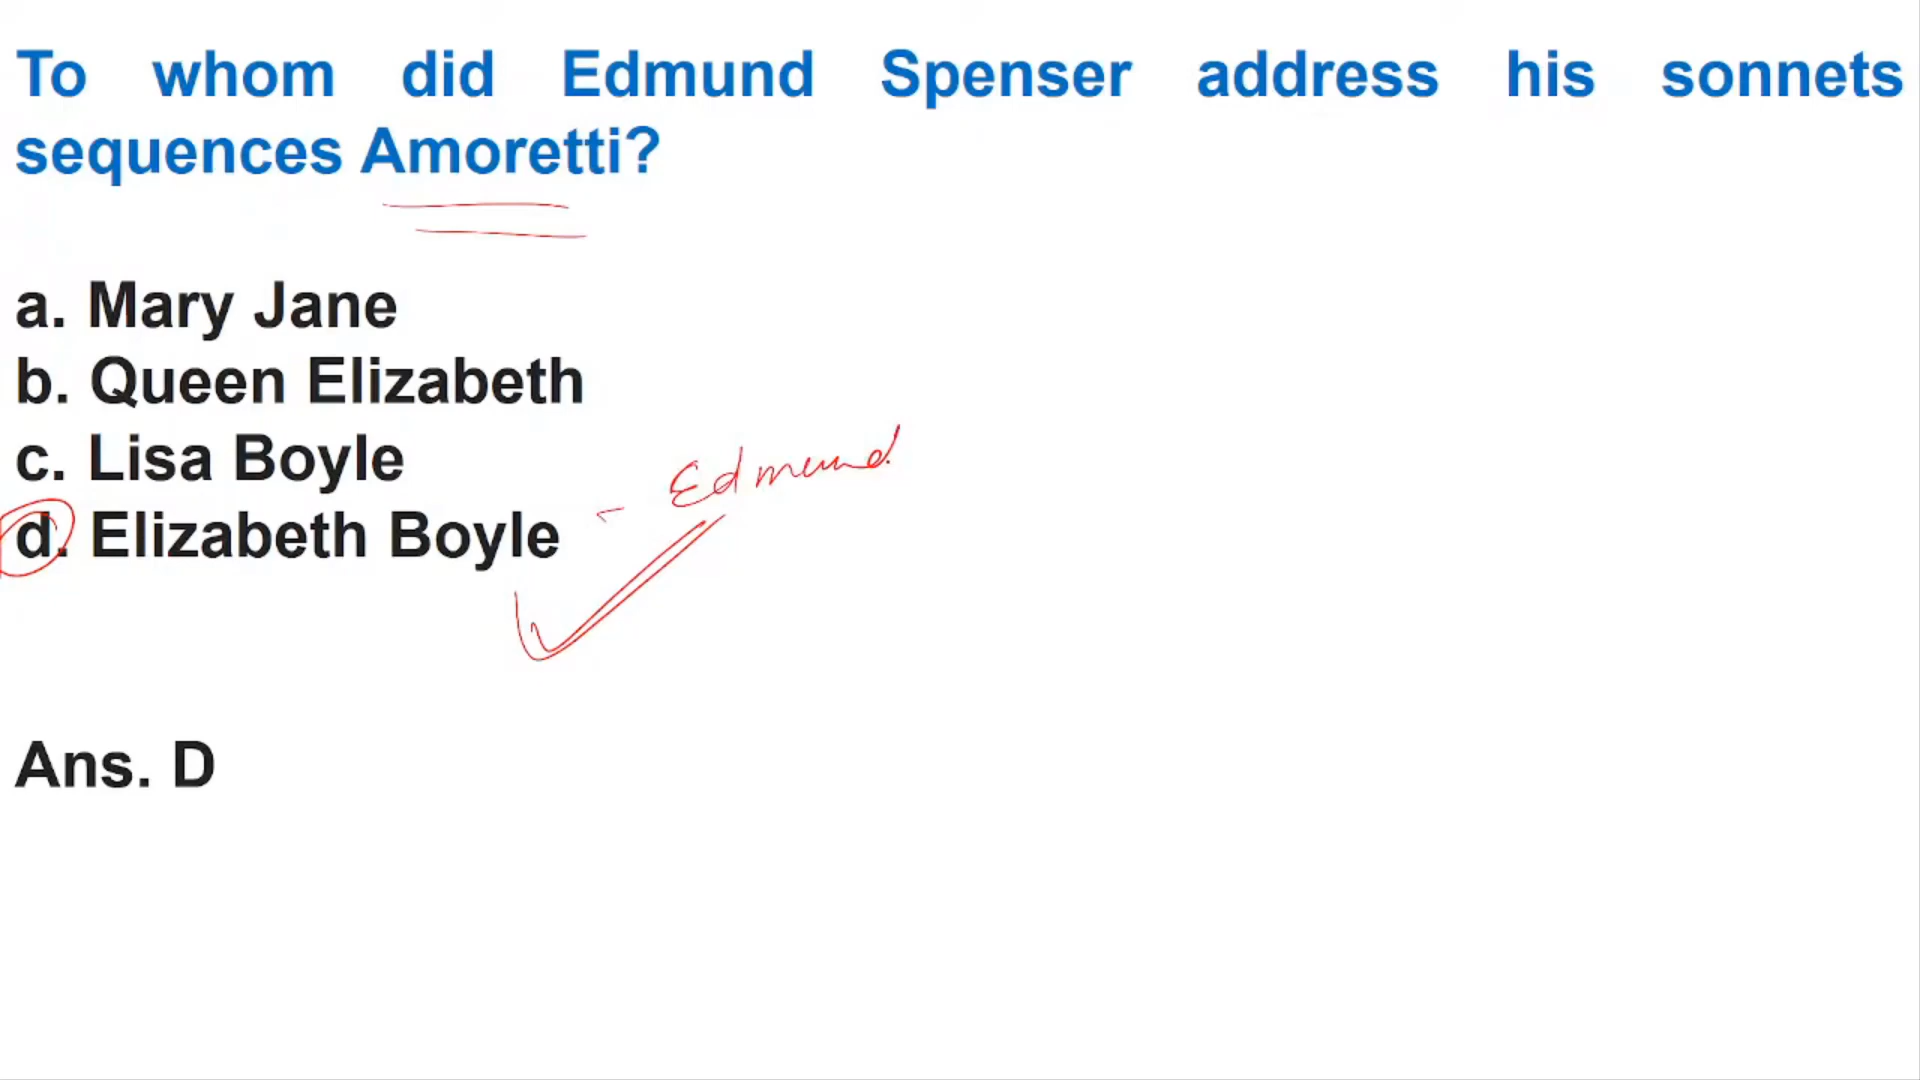 To whom did Edmund Spenser address his sonnets
sequences Amoretti?
a. Mary Jane
b. Queen Elizabeth
c. Lisa Boyle
d. Elizabeth Boyle - Edmund
Ans. D